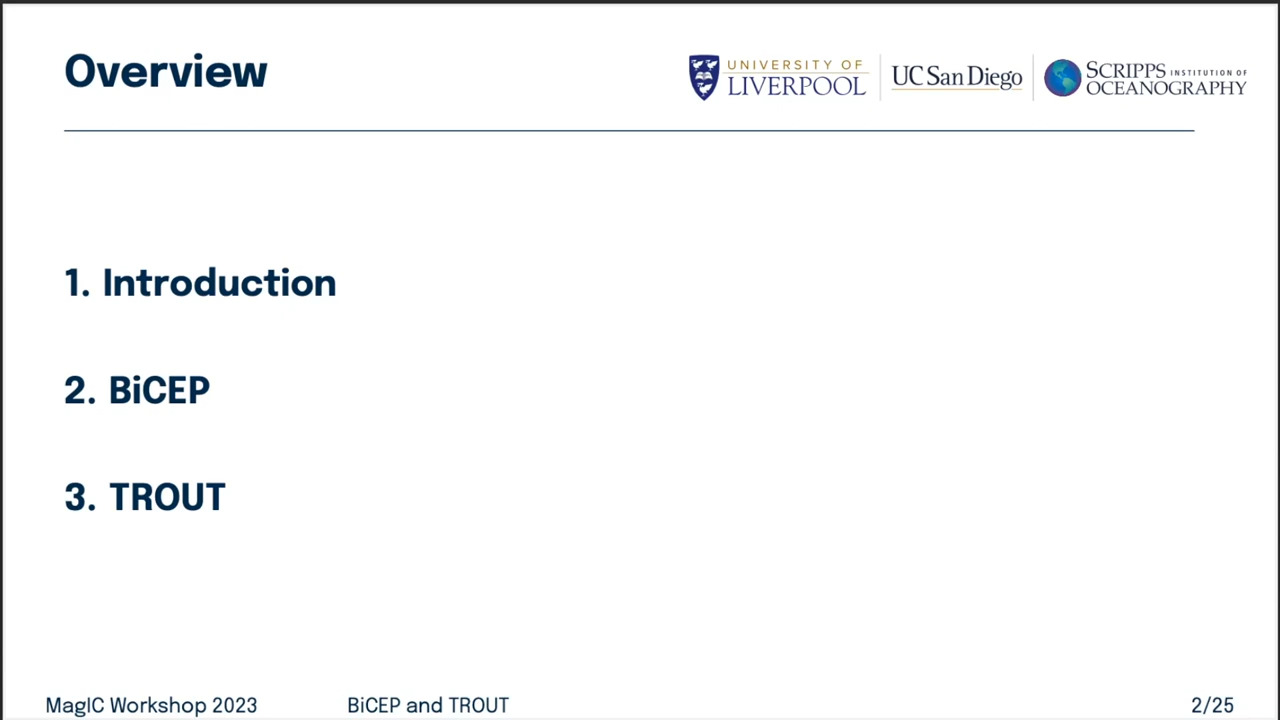 Overview
UNIVERSITY OF
LIVERPOOL
UC San Diego
SCRIPPS INSTITUTION OF
OCEANOGRAPHY
1. Introduction
2. BiCEP
3. TROUT
MagIC Workshop 2023
BiCEP and TROUT
2/25